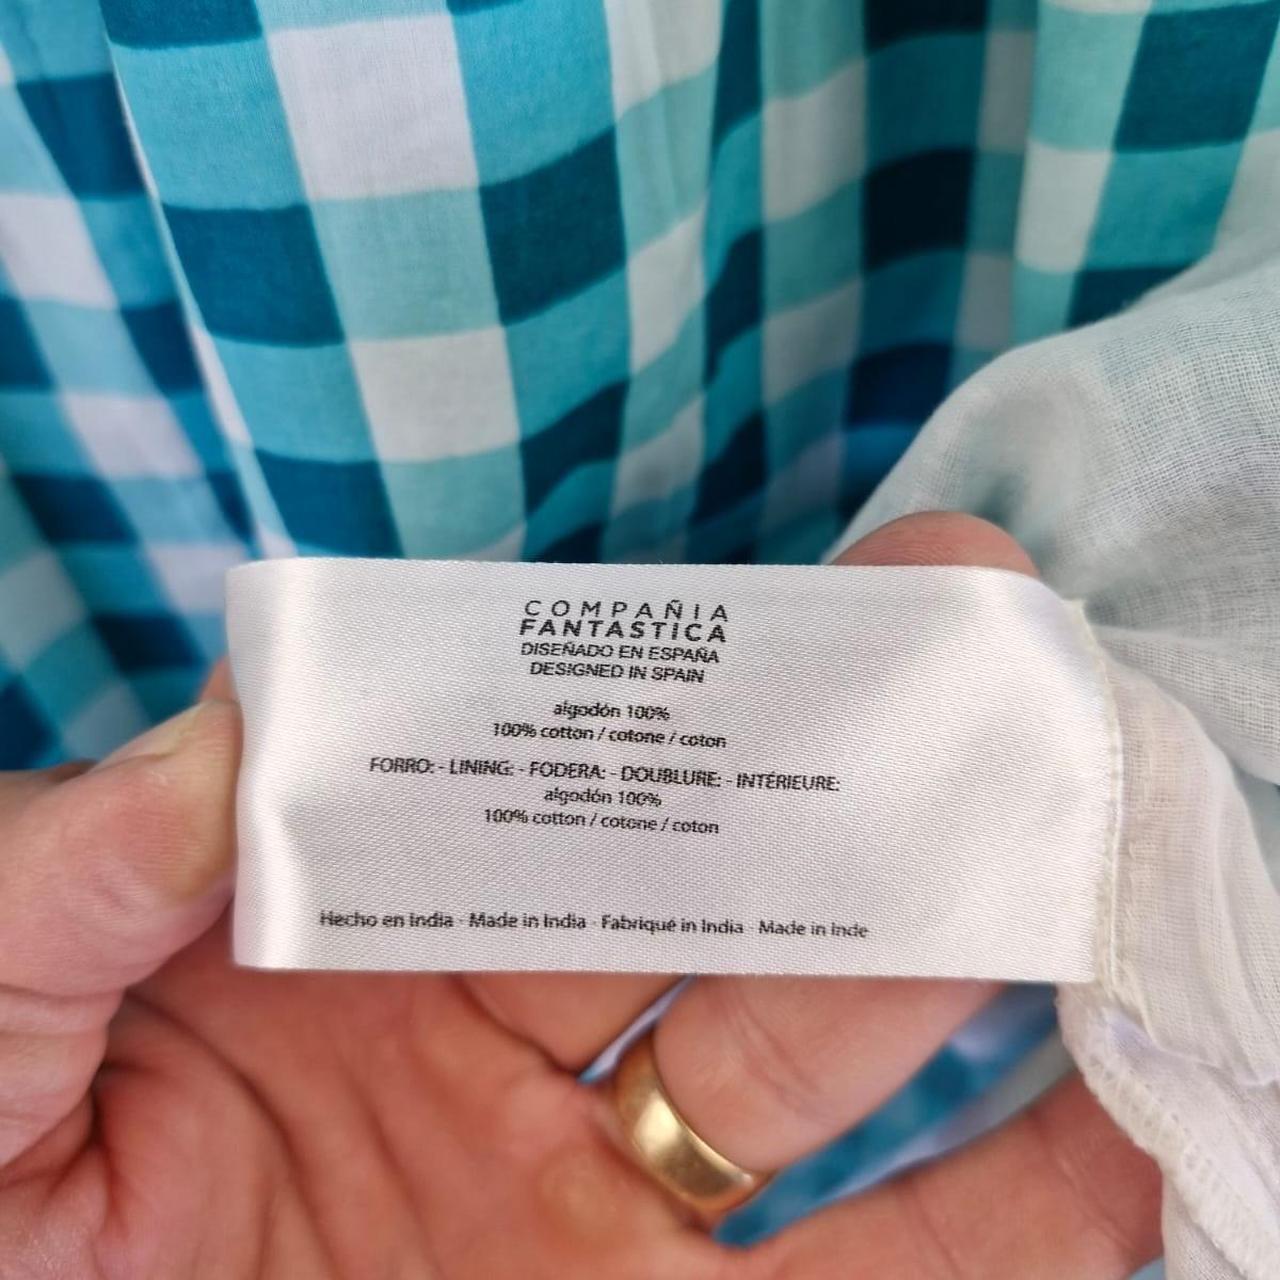 COMPAÑIA
FANTASTICA
DISEÑADO EN ESPAÑA
DESIGNED IN SPAIN
algodón 100%
100% cotton / cotone / coton
FORRO: - LINING: - FODERA: - DOUBLURE: - INTÉRIEURE:
algodón 100%
100% cotton / cotone / coton
Hecho en India - Made in India - Fabriqué in India - Made in Inde